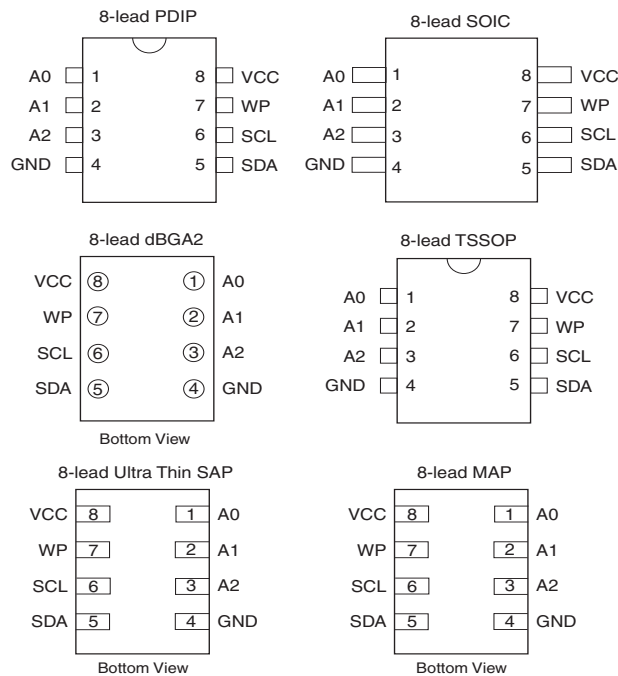 8-lead PDIP
A0 1 8 VCC
A1 2 7 WP
A2 3 6 SCL
GND 4 5 SDA
8-lead SOIC
A0 1 8 VCC
A1 2 7 WP
A2 3 6 SCL
GND 4 5 SDA
8-lead dBGA2
VCC 8 1 A0
WP 7 2 A1
SCL 6 3 A2
SDA 5 4 GND
Bottom View
8-lead TSSOP
A0 1 8 VCC
A1 2 7 WP
A2 3 6 SCL
GND 4 5 SDA
8-lead Ultra Thin SAP
VCC 8 1 A0
WP 7 2 A1
SCL 6 3 A2
SDA 5 4 GND
Bottom View
8-lead MAP
VCC 8 1 A0
WP 7 2 A1
SCL 6 3 A2
SDA 5 4 GND
Bottom View